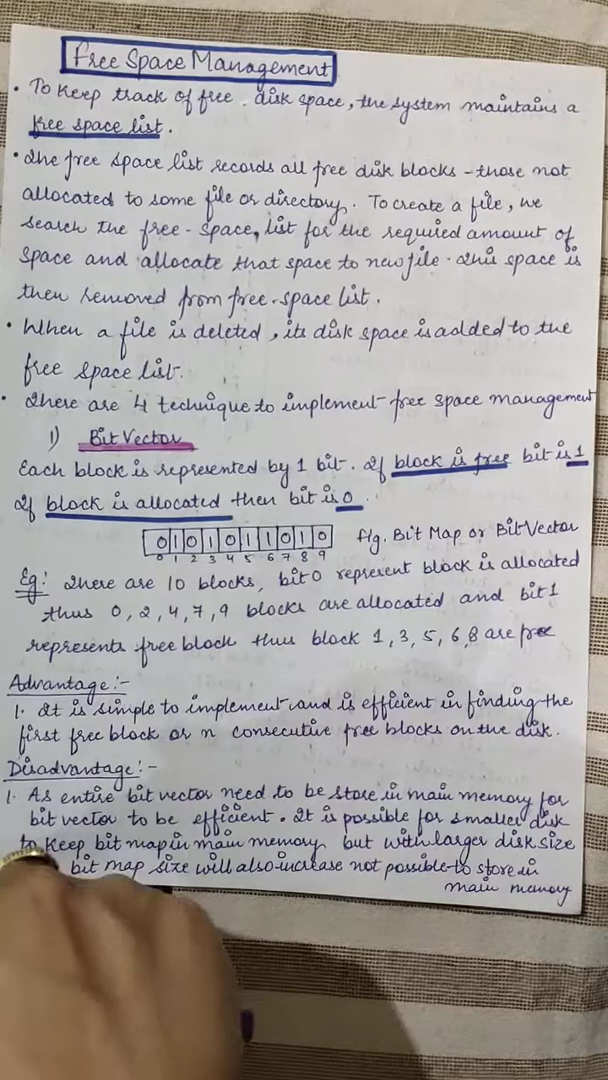 Free Space Management
• To keep track of free disk space, the system maintains a
free space list.
• The free space list records all free disk blocks - those not
allocated to some file or directory. To create a file, we
search the free-space, list for the required amount of
space and allocate that space to new file. This space is
then removed from free-space list.
• When a file is deleted, its disk space is added to the
free space list.
• There are 4 technique to implement free space management
1) Bit Vector
Each block is represented by 1 bit. If block is free bit is 1
If block is allocated then bit is 0.
0 1 0 1 0 1 1 0 1 0 fig. Bit Map or Bit Vector
0 1 2 3 4 5 6 7 8 9
Eg:- There are 10 blocks, bit 0 represent block is allocated
thus 0, 2, 4, 7, 9 blocks are allocated and bit 1
represents free block thus block 1, 3, 5, 6, 8 are free
Advantage:-
1. It is simple to implement and is efficient in finding the
first free block or n consecutive free blocks on the disk.
Disadvantage:-
1. As entire bit vector need to be store in main memory for
bit vector to be efficient. It is possible for smaller disk
to keep bit map in main memory but with larger disk size
bit map size will also increase not possible to store in
main memory